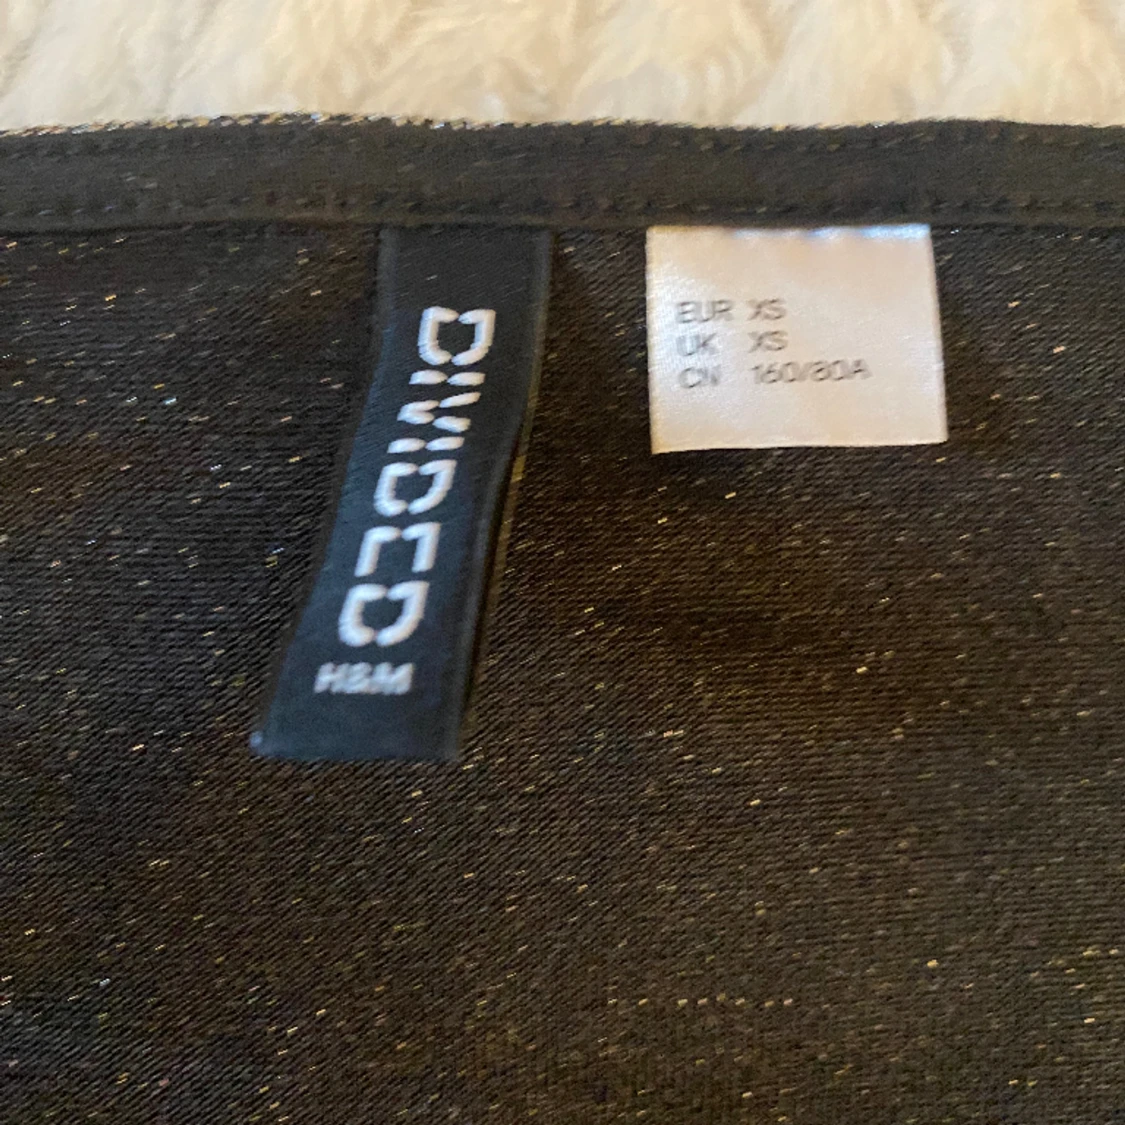 DIVIDED
H&M
EUR XS
UK XS
CN 160/80A